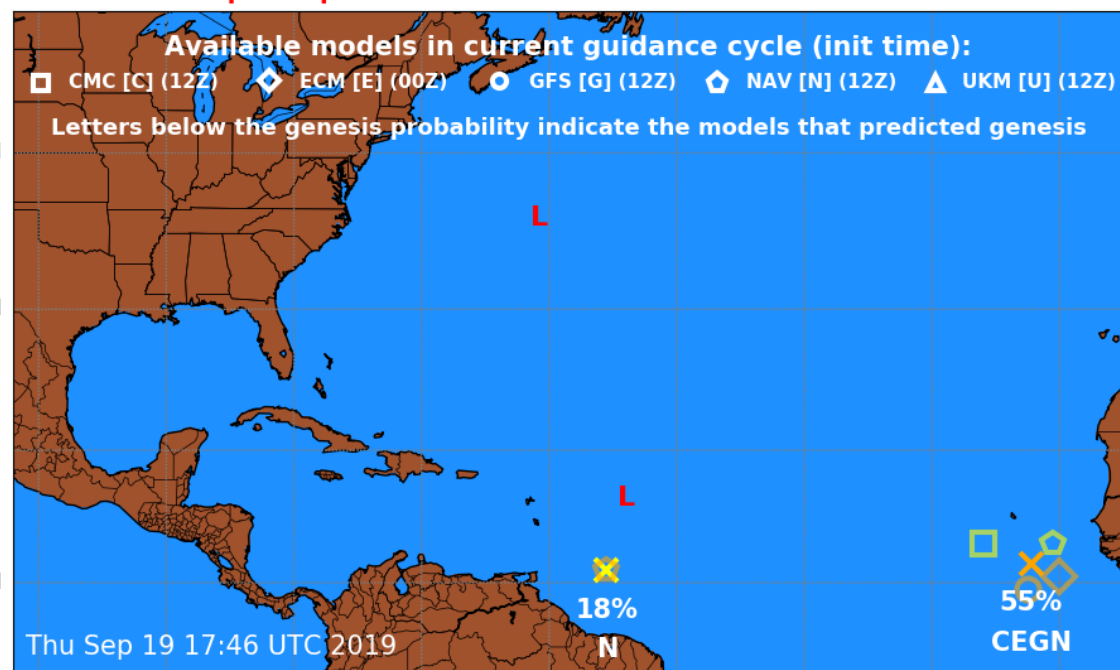 Available models in current guidance cycle (init time):
CMC [C] (12Z) ECM [E] (00Z) GFS [G] (12Z) NAV [N] (12Z) UKM [U] (12Z)
Letters below the genesis probability indicate the models that predicted genesis
L
L
18%
N
55%
CEGN
Thu Sep 19 17:46 UTC 2019